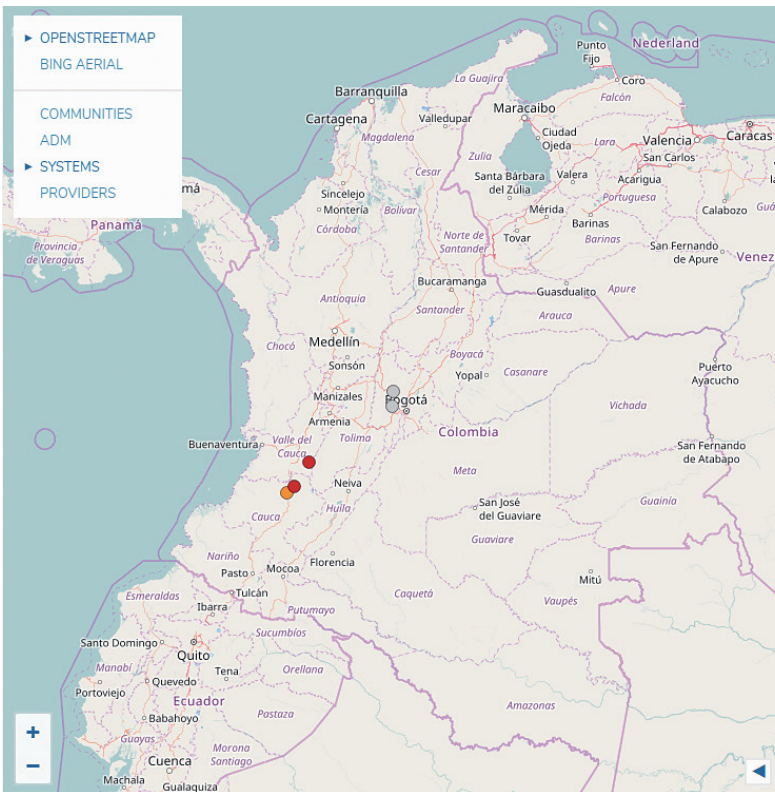 OPENSTREETMAP
BING AERIAL
COMMUNITIES
ADM
SYSTEMS
PROVIDERS
Nederland
Punto
Fijo
Coro
La Guajira
Falcón
Barranquilla
Maracaibo
Cartagena
Valledupar
Caracas
Ciudad
Ojeda
Valencia
Magdalena
Lara
San Carlos
Zulia
Cesar
Santa Bárbara
del Zulia
Valera
Acarigua
má
Sincelejo
Portuguesa
Montería
Bolívar
Mérida
Calabozo
Guá
Panamá
Barinas
Córdoba
Norte de
Santander
Tovar
Barinas
Provincia
de Veraguas
San Fernando
de Apure
Venez
Bucaramanga
Guasdualito
Apure
Antioquia
Santander
Arauca
Medellín
Chocó
Boyacá
Sonsón
Yopal
Casanare
Puerto
Ayacucho
Manizales
Bogotá
Vichada
Armenia
Colombia
Buenaventura
Valle del
Cauca
Tolima
San Fernando
de Atabapo
Meta
Neiva
Cauca
Huila
San José
del Guaviare
Guainía
Guaviare
Nariño
Florencia
Pasto
Mocoa
Mitú
Esmeraldas
Tulcán
Caquetá
Vaupés
Ibarra
Putumayo
Santo Domingo
Sucumbíos
Quito
Manabí
Tena
Orellana
Portoviejo
Quevedo
Ecuador
Amazonas
Babahoyo
Pastaza
+
Guayas
Morona
Santiago
−
Cuenca
Machala
Gualaquiza